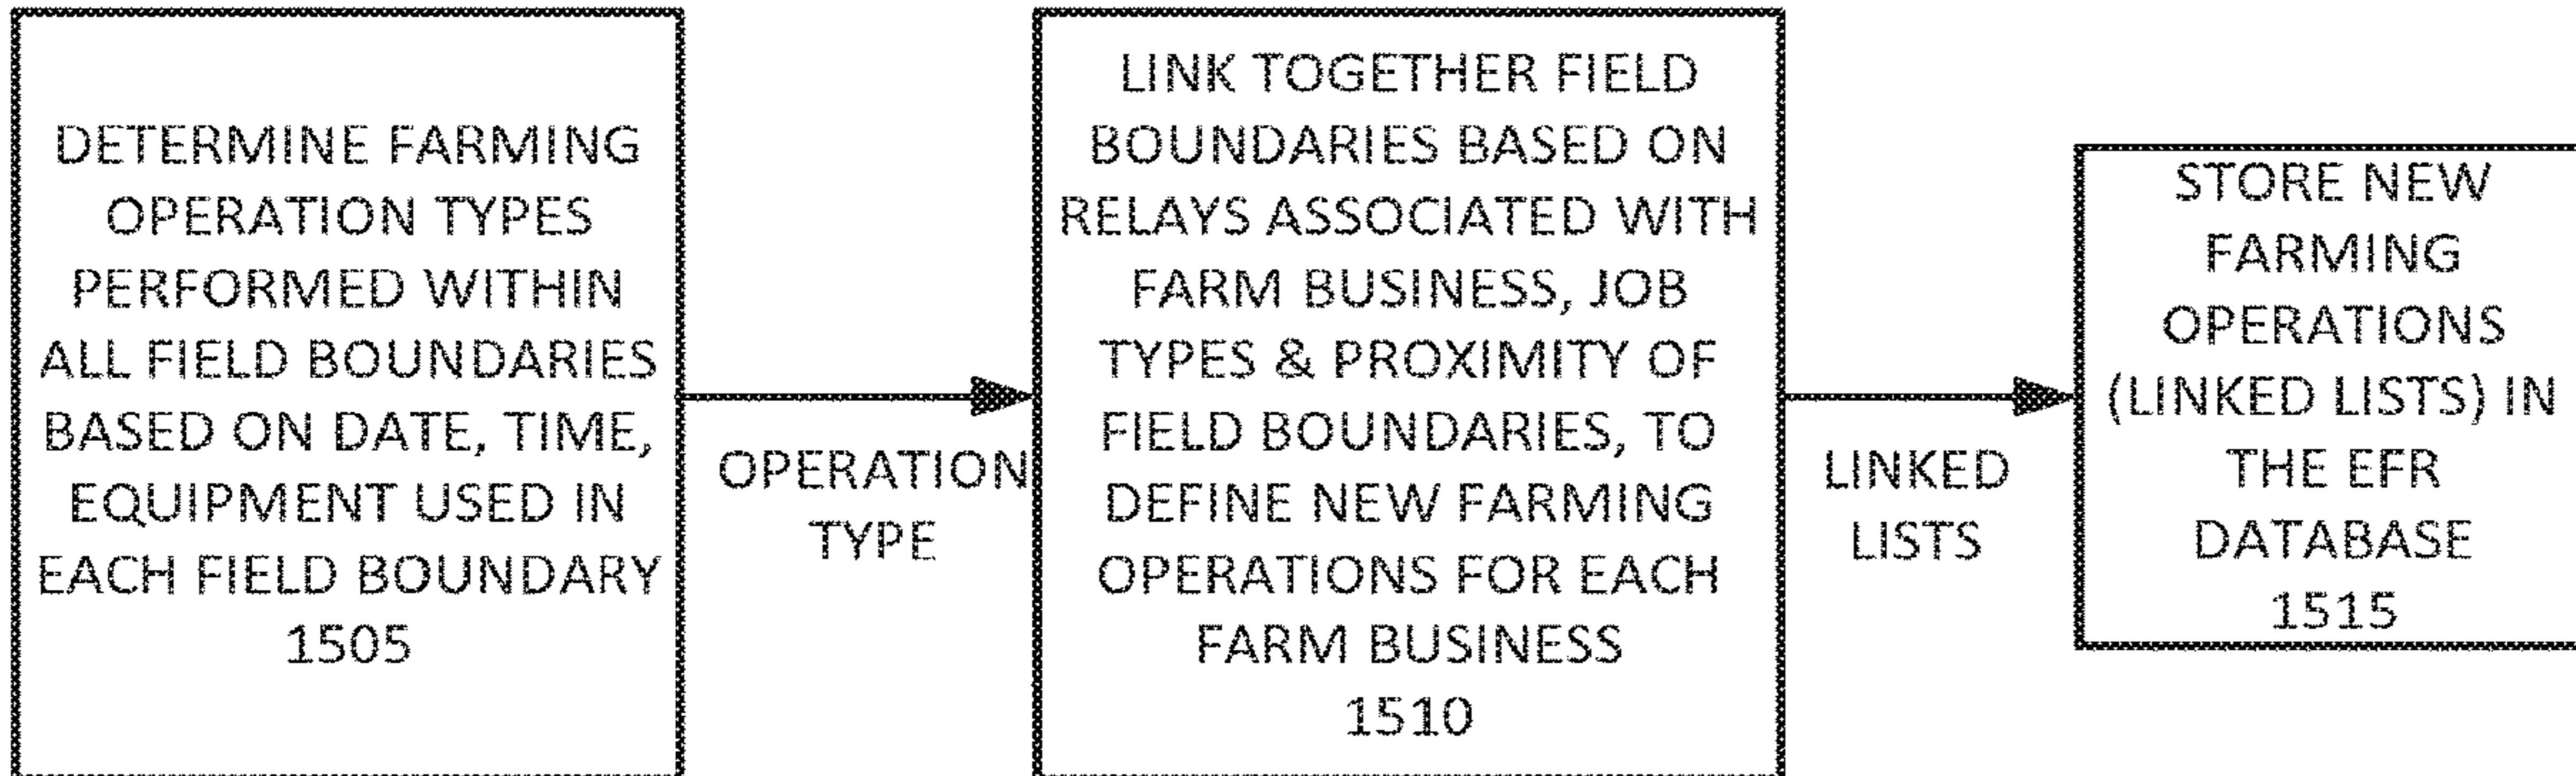 DETERMINE FARMING
OPERATION TYPES
PERFORMED WITHIN
ALL FIELD BOUNDARIES
BASED ON DATE, TIME,
EQUIPMENT USED IN
EACH FIELD BOUNDARY
1505
OPERATION
TYPE
LINK TOGETHER FIELD
BOUNDARIES BASED ON
RELAYS ASSOCIATED WITH
FARM BUSINESS, JOB
TYPES & PROXIMITY OF
FIELD BOUNDARIES, TO
DEFINE NEW FARMING
OPERATIONS FOR EACH
FARM BUSINESS
1510
LINKED
LISTS
STORE NEW
FARMING
OPERATIONS
(LINKED LISTS) IN
THE EFR
DATABASE
1515